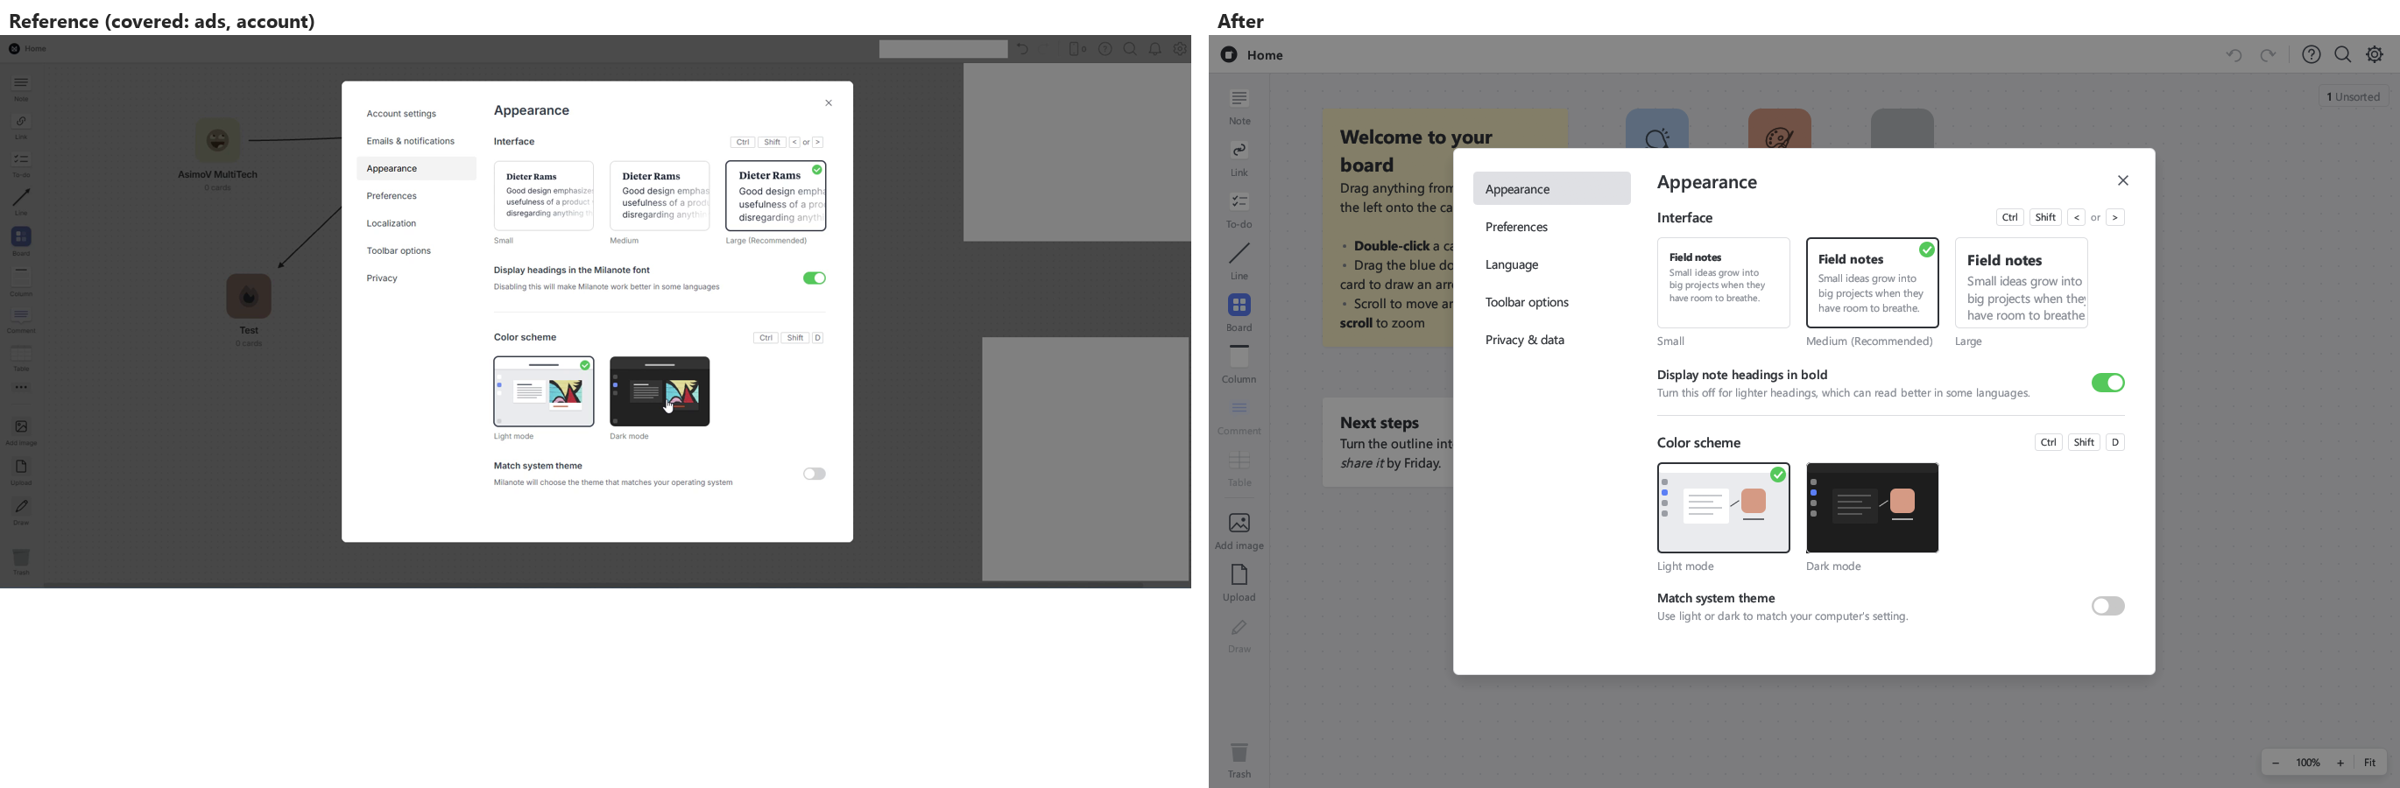 Reference (covered: ads, account)
Home
Note
Link
To-do
Line
Board
Column
Comment
Table
Add image
Upload
Draw
Trash
AsimoV MultiTech
0 cards
Test
0 cards
Account settings
Emails & notifications
Appearance
Preferences
Localization
Toolbar options
Privacy
Appearance
Interface
Ctrl Shift < or >
Dieter Rams
Good design emphasizes
usefulness of a product
disregarding anything th
Small
Dieter Rams
Good design emphas
usefulness of a prod
disregarding anythin
Medium
Dieter Rams
Good design empha
usefulness of a pro
disregarding anythi
Large (Recommended)
Display headings in the Milanote font
Disabling this will make Milanote work better in some languages
Color scheme
Ctrl Shift D
Light mode
Dark mode
Match system theme
Milanote will choose the theme that matches your operating system
After
Home
1 Unsorted
Note
Link
To-do
Line
Board
Column
Comment
Table
Add image
Upload
Draw
Trash
Welcome to your
board
Drag anything from
the left onto the ca
• Double-click a ca
• Drag the blue do
card to draw an arr
• Scroll to move ar
scroll to zoom
Next steps
Turn the outline int
share it by Friday.
Appearance
Preferences
Language
Toolbar options
Privacy & data
Appearance
Interface
Ctrl Shift < or >
Field notes
Small ideas grow into
big projects when they
have room to breathe.
Small
Field notes
Small ideas grow into
big projects when they
have room to breathe.
Medium (Recommended)
Field notes
Small ideas grow into
big projects when they
have room to breathe
Large
Display note headings in bold
Turn this off for lighter headings, which can read better in some languages.
Color scheme
Ctrl Shift D
Light mode
Dark mode
Match system theme
Use light or dark to match your computer's setting.
− 100% + Fit